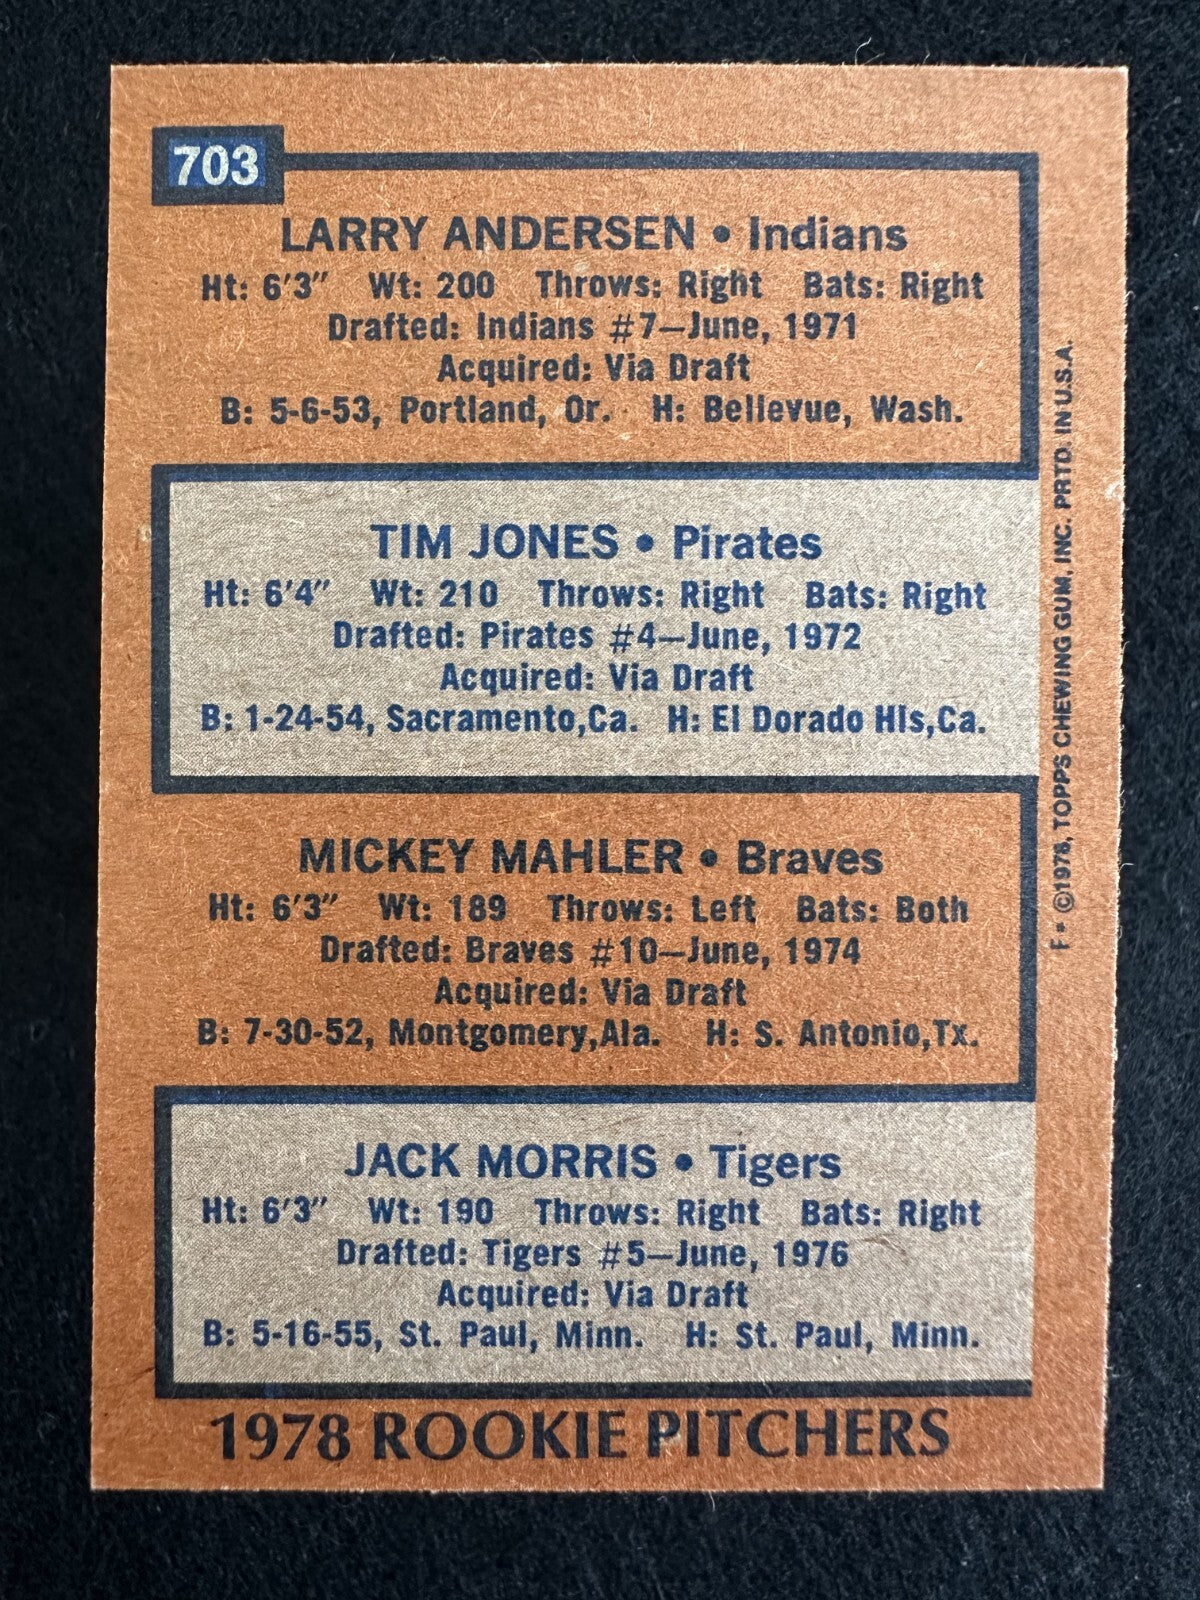 703
LARRY ANDERSEN • Indians
Ht: 6'3" Wt: 200 Throws: Right Bats: Right
Drafted: Indians #7—June, 1971
Acquired: Via Draft
B: 5-6-53, Portland, Or. H: Bellevue, Wash.
TIM JONES • Pirates
Ht: 6'4" Wt: 210 Throws: Right Bats: Right
Drafted: Pirates #4—June, 1972
Acquired: Via Draft
B: 1-24-54, Sacramento,Ca. H: El Dorado Hls,Ca.
MICKEY MAHLER • Braves
Ht: 6'3" Wt: 189 Throws: Left Bats: Both
Drafted: Braves #10—June, 1974
Acquired: Via Draft
B: 7-30-52, Montgomery,Ala. H: S. Antonio,Tx.
JACK MORRIS • Tigers
Ht: 6'3" Wt: 190 Throws: Right Bats: Right
Drafted: Tigers #5—June, 1976
Acquired: Via Draft
B: 5-16-55, St. Paul, Minn. H: St. Paul, Minn.
1978 ROOKIE PITCHERS
F* ©1978, TOPPS CHEWING GUM, INC. PRTD. IN U.S.A.